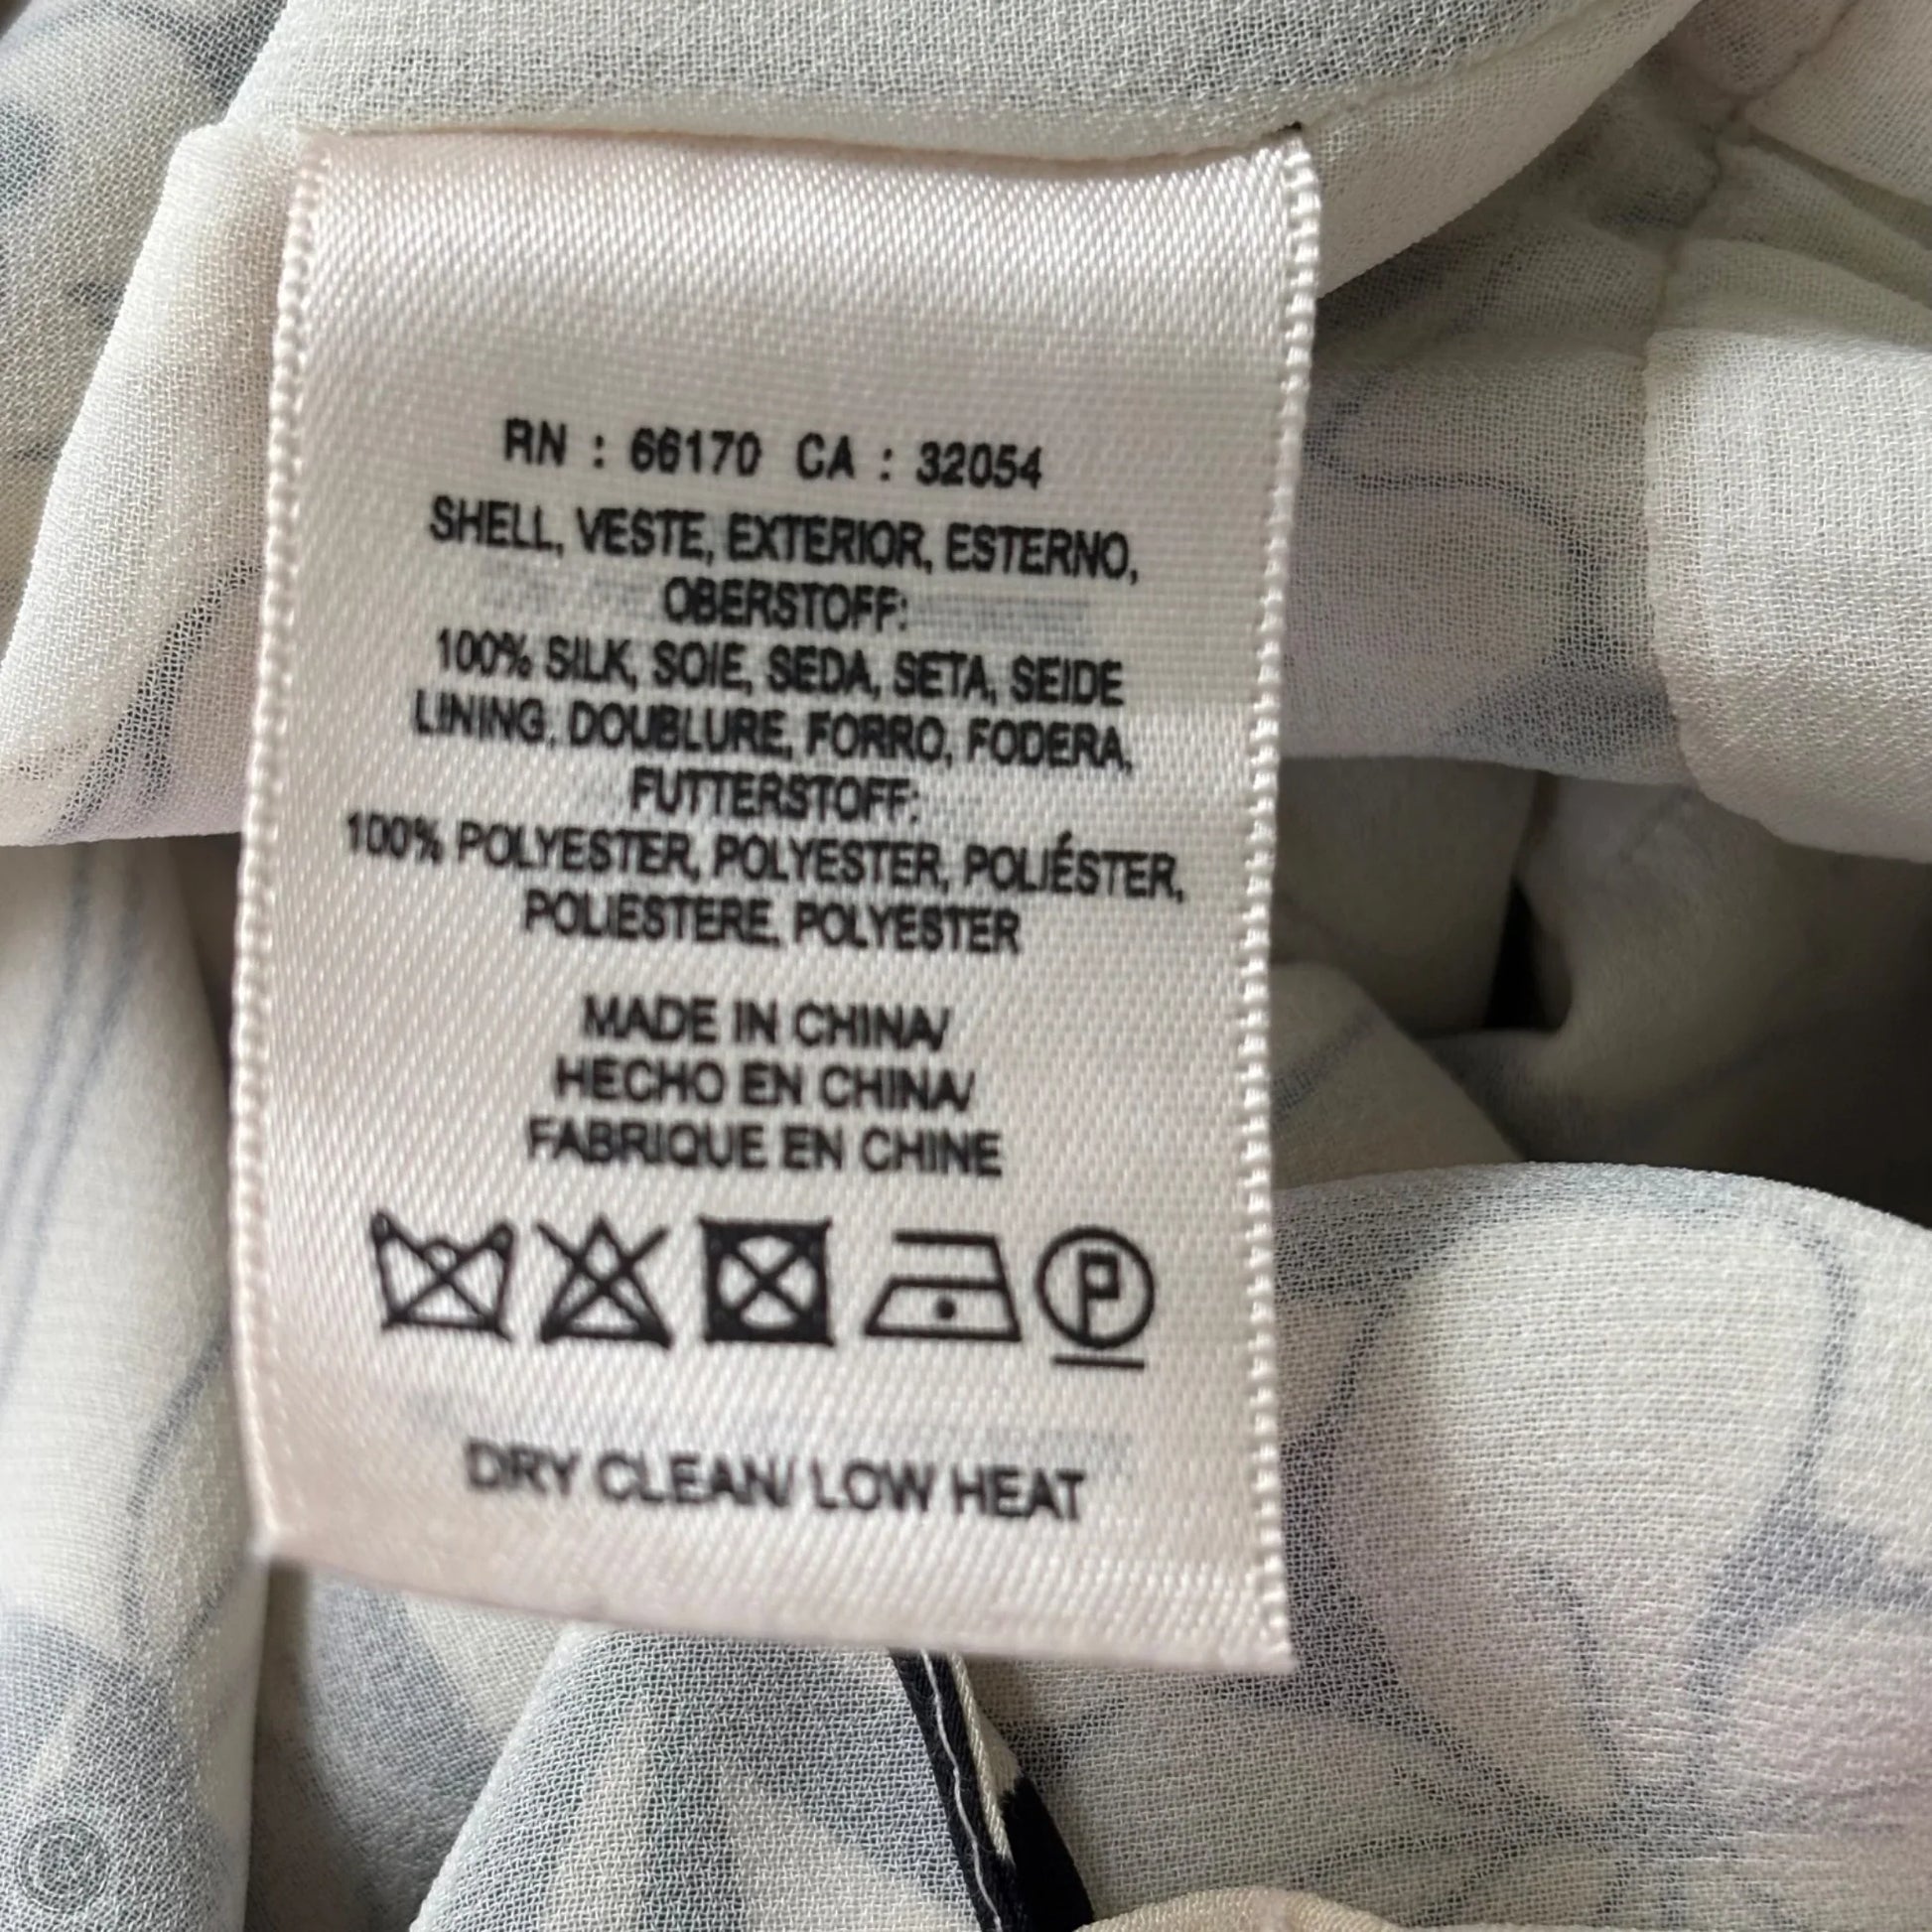 RN : 66170 CA : 32054
SHELL, VESTE, EXTERIOR, ESTERNO,
OBERSTOFF:
100% SILK, SOIE, SEDA, SETA, SEIDE
LINING, DOUBLURE, FORRO, FODERA,
FUTTERSTOFF:
100% POLYESTER, POLYESTER, POLIÉSTER,
POLIESTERE, POLYESTER
MADE IN CHINA/
HECHO EN CHINA/
FABRIQUE EN CHINE
P
DRY CLEAN/ LOW HEAT